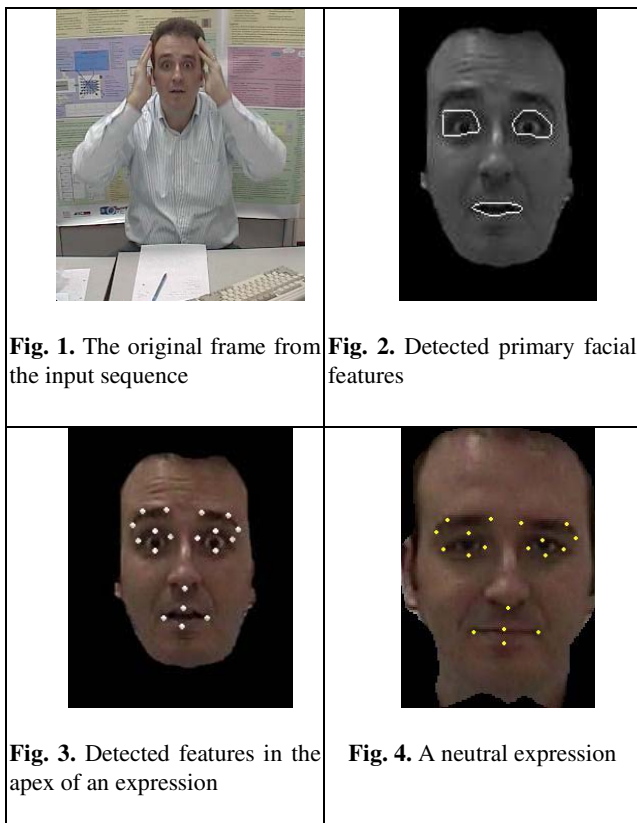 Fig. 1. The original frame from
the input sequence
Fig. 2. Detected primary facial
features
Fig. 3. Detected features in the
apex of an expression
Fig. 4. A neutral expression